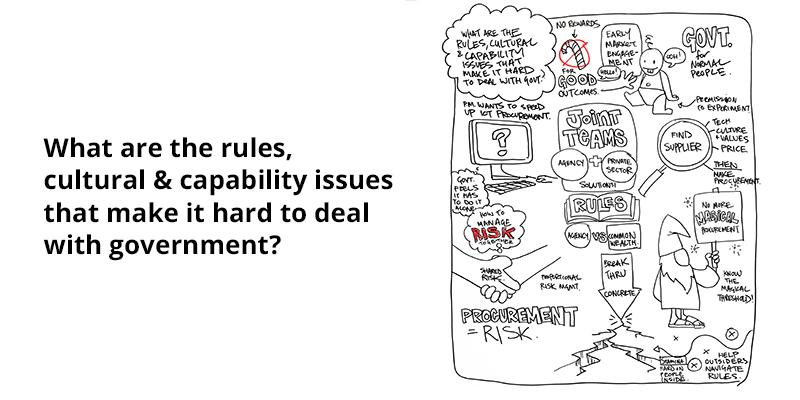 What are the rules,
cultural & capability issues
that make it hard to deal
with government?
WHAT ARE THE
RULES, CULTURAL
& CAPABILITY
ISSUES THAT
MAKE IT HARD
TO DEAL WITH GOVT.
NO REWARDS
FOR
GOOD
OUTCOMES.
EARLY
MARKET
ENGAGE-
MENT
HELLO!
OOH!
GOVT.
for
NORMAL
PEOPLE.
PERMISSION
TO EXPERIMENT
PM WANTS TO SPEED
UP ICT PROCUREMENT.
?
JOINT
TEAMS
AGENCY + PRIVATE
SECTOR
SOLUTION!
FIND
SUPPLIER
TECH
CULTURE
+ VALUES
PRICE
THEN
MAKE
PROCUREMENT.
GOVT.
FEELS
IT HAS
TO DO IT
ALONE
HOW TO
MANAGE
RISK
TOGETHER
?
RULES
AGENCY VS COMMON
WEALTH.
NO MORE
MAGICAL
PROCUREMENT
SHARED
RISK
PROPORTIONAL
RISK MGMT.
BREAK
THRU
CONCRETE
KNOW
THE
MAGICAL
THRESHOLD!
PROCUREMENT
= RISK.
HARD IN
PEOPLE
INSIDE.
HELP
OUTSIDERS
NAVIGATE
RULES.